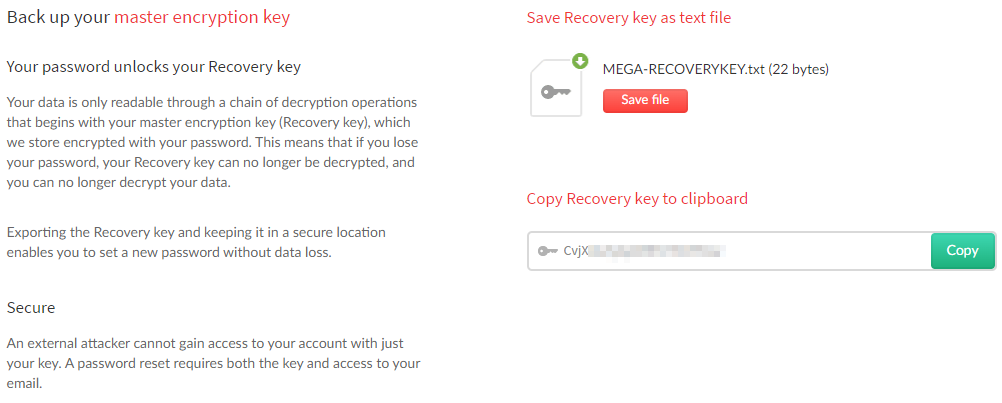 Back up your master encryption key
Your password unlocks your Recovery key
Your data is only readable through a chain of decryption operations
that begins with your master encryption key (Recovery key), which
we store encrypted with your password. This means that if you lose
your password, your Recovery key can no longer be decrypted, and
you can no longer decrypt your data.
Exporting the Recovery key and keeping it in a secure location
enables you to set a new password without data loss.
Secure
An external attacker cannot gain access to your account with just
your key. A password reset requires both the key and access to your
email.
Save Recovery key as text file
MEGA-RECOVERYKEY.txt (22 bytes)
Save file
Copy Recovery key to clipboard
CvjX
Copy